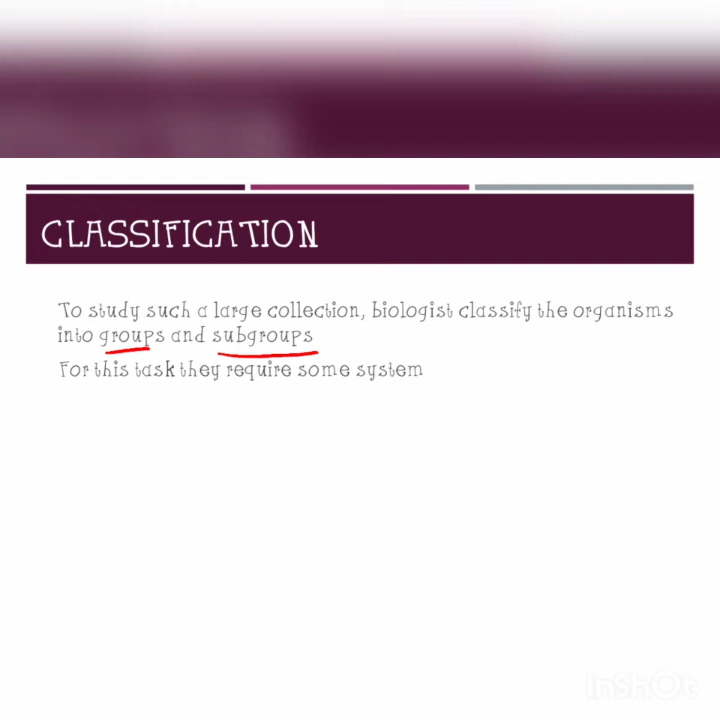 CLASSIFICATION
To study such a large collection, biologist classify the organisms
into groups and subgroups
For this task they require some system
InShOt